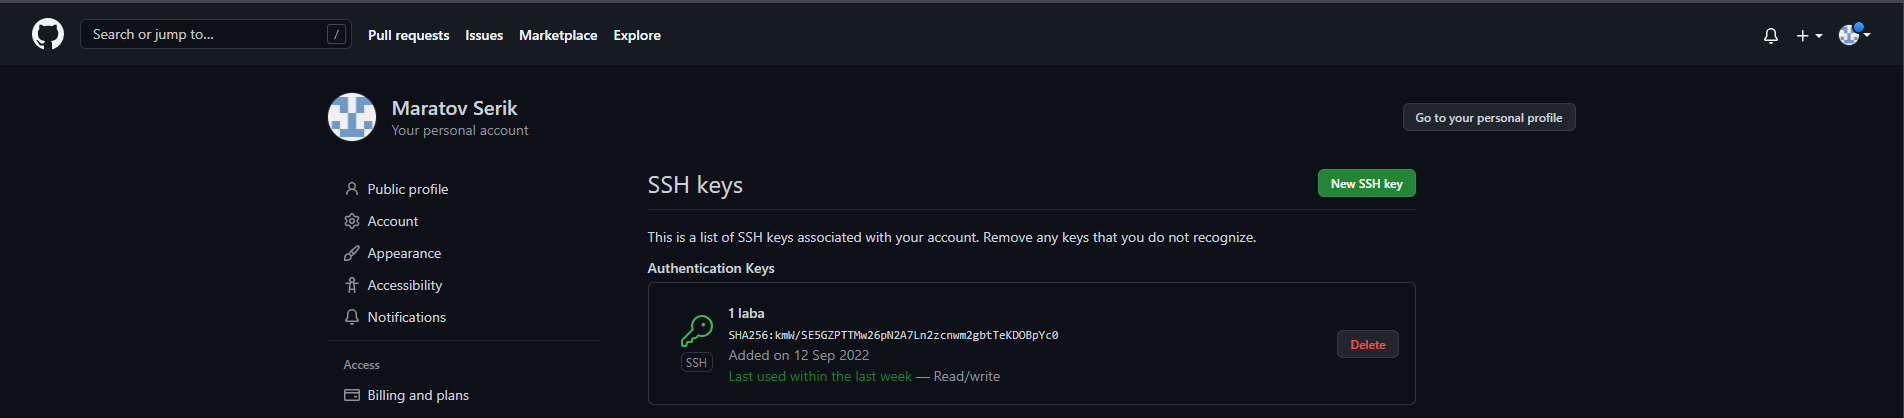 Search or jump to... /
Pull requests Issues Marketplace Explore
Maratov Serik
Your personal account
Go to your personal profile
Public profile
Account
Appearance
Accessibility
Notifications
Access
Billing and plans
SSH keys
New SSH key
This is a list of SSH keys associated with your account. Remove any keys that you do not recognize.
Authentication Keys
1 laba
SHA256:kmW/SE5GZPTTMw26pN2A7Ln2zcnwm2gbtTeKDOBpYc0
Added on 12 Sep 2022
Last used within the last week — Read/write
SSH
Delete